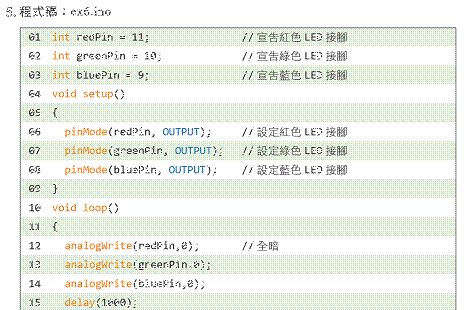 5.程式碼：ex6.ino
01 int redPin = 11; // 宣告紅色 LED 接腳
02 int greenPin = 10; // 宣告綠色 LED 接腳
03 int bluePin = 9; // 宣告藍色 LED 接腳
04 void setup()
05 {
06 pinMode(redPin, OUTPUT); // 設定紅色 LED 接腳
07 pinMode(greenPin, OUTPUT); // 設定綠色 LED 接腳
08 pinMode(bluePin, OUTPUT); // 設定藍色 LED 接腳
09 }
10 void loop()
11 {
12 analogWrite(redPin,0); // 全暗
13 analogWrite(greenPin,0);
14 analogWrite(bluePin,0);
15 delay(1000);